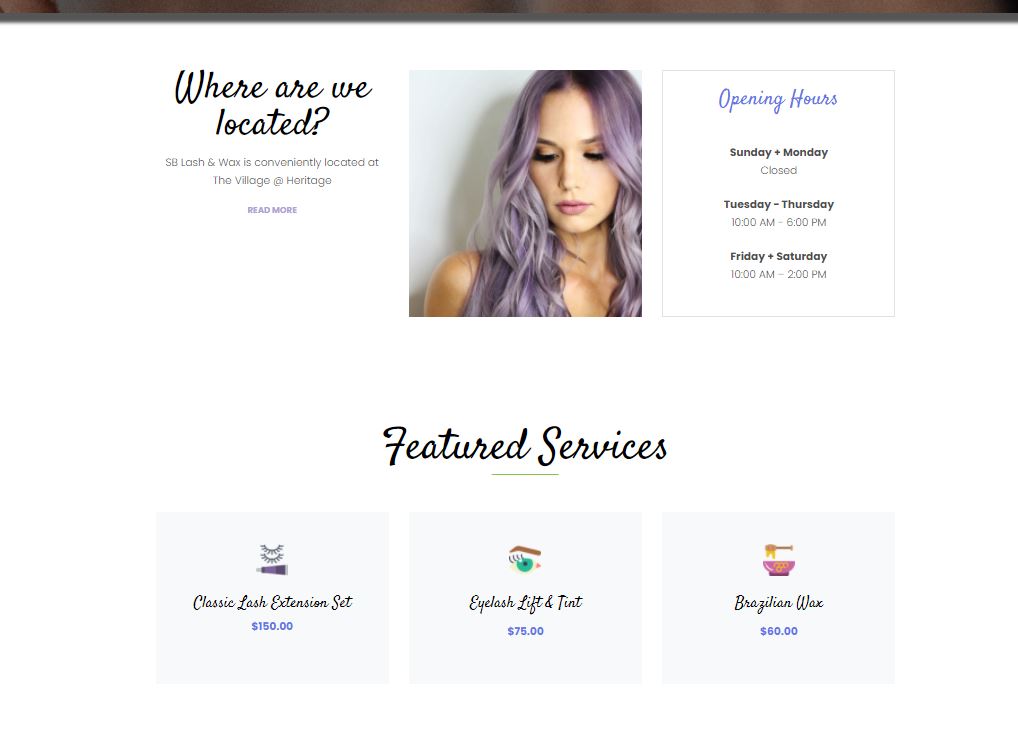 Where are we
located?
SB Lash & Wax is conveniently located at
The Village @ Heritage
READ MORE
Opening Hours
Sunday + Monday
Closed
Tuesday - Thursday
10:00 AM - 6:00 PM
Friday + Saturday
10:00 AM – 2:00 PM
Featured Services
Classic Lash Extension Set
$150.00
Eyelash Lift & Tint
$75.00
Brazilian Wax
$60.00